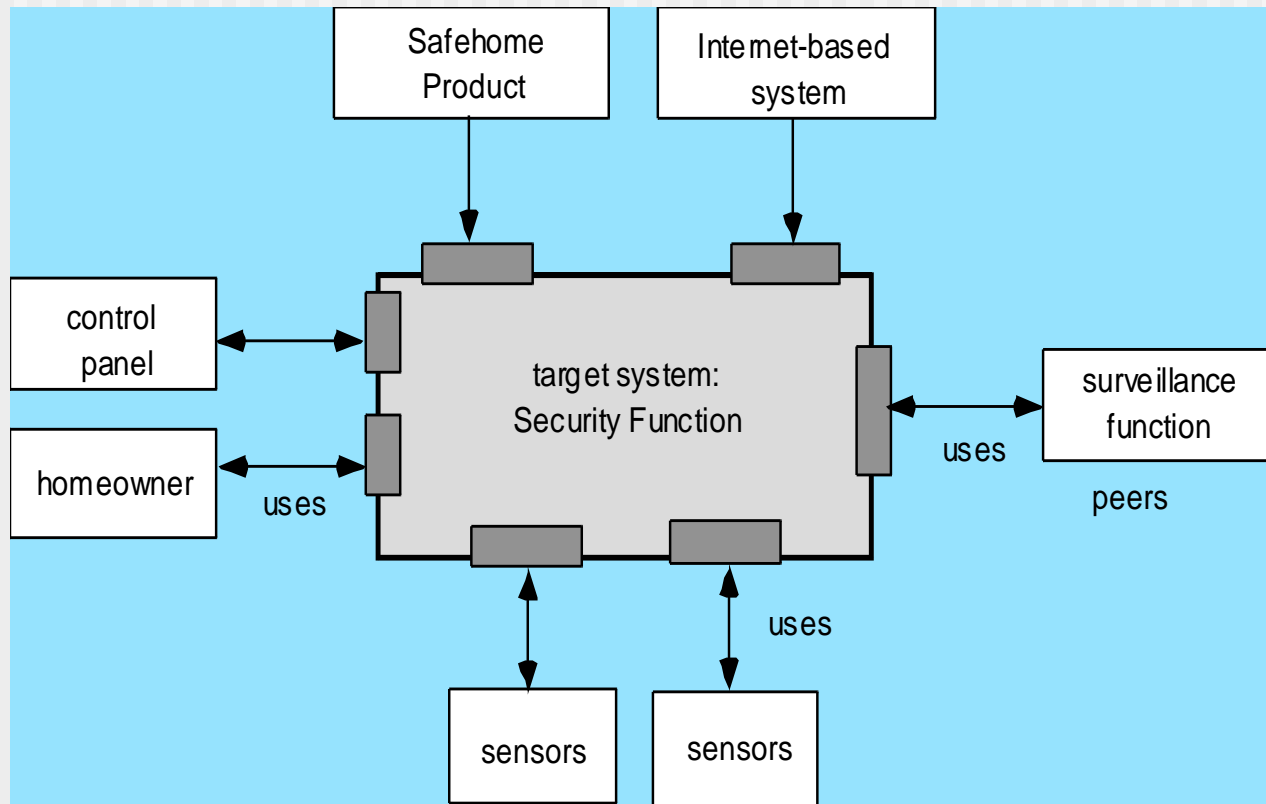 Safehome
Product
Internet-based
system
control
panel
target system:
Security Function
surveillance
function
uses
homeowner
uses
peers
uses
sensors
sensors